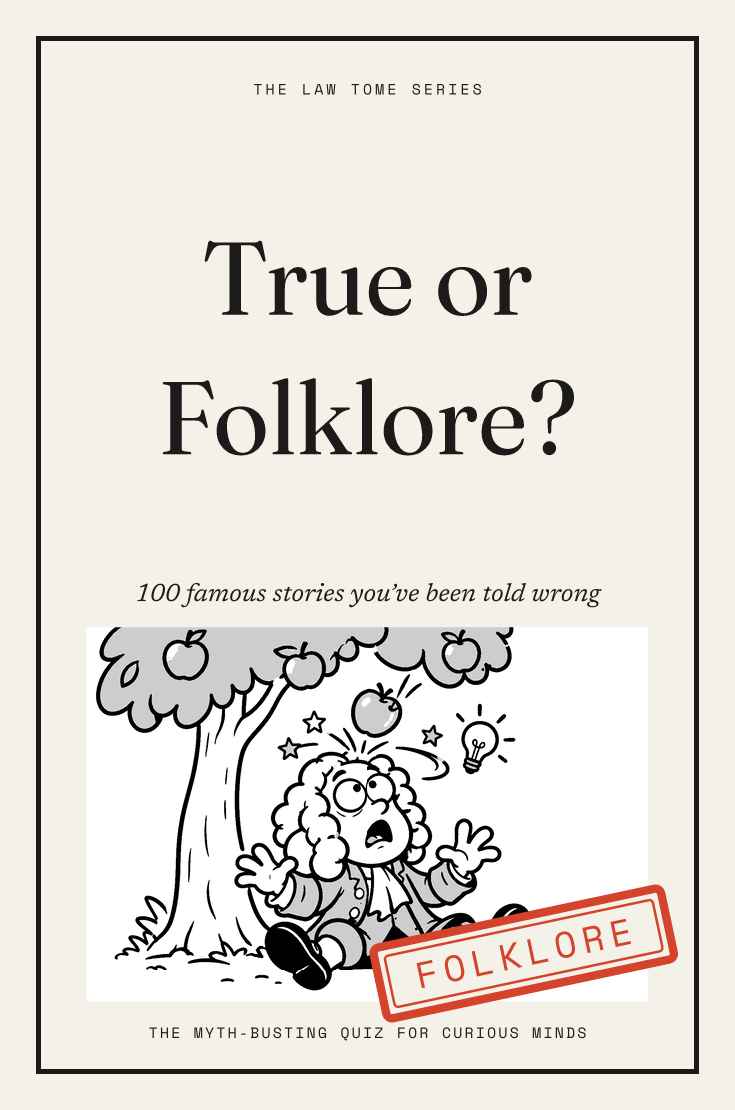 THE LAW TOME SERIES
True or
Folklore?
100 famous stories you’ve been told wrong
FOLKLORE
THE MYTH-BUSTING QUIZ FOR CURIOUS MINDS